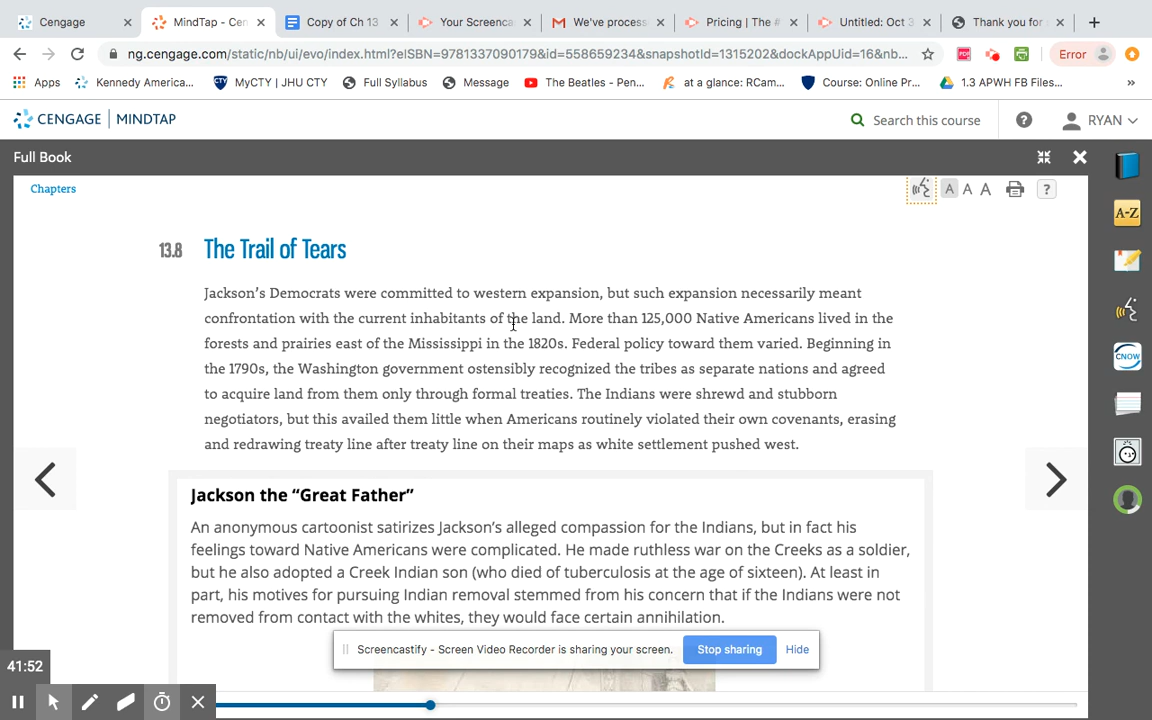 Cengage
MindTap - Cen
Copy of Ch 13
Your Screenca
We've process
Pricing | The #
Untitled: Oct 3
Thank you for
ng.cengage.com/static/nb/ui/evo/index.html?eISBN=9781337090179&id=558659234&snapshotId=1315202&dockAppUid=16&nb...
Error
Apps
Kennedy America...
MyCTY | JHU CTY
Full Syllabus
Message
The Beatles - Pen...
at a glance: RCam...
Course: Online Pr...
1.3 APWH FB Files...
»
CENGAGE | MINDTAP
Search this course
RYAN
Full Book
Chapters
A A A
?
13.8 The Trail of Tears
Jackson's Democrats were committed to western expansion, but such expansion necessarily meant
confrontation with the current inhabitants of the land. More than 125,000 Native Americans lived in the
forests and prairies east of the Mississippi in the 1820s. Federal policy toward them varied. Beginning in
the 1790s, the Washington government ostensibly recognized the tribes as separate nations and agreed
to acquire land from them only through formal treaties. The Indians were shrewd and stubborn
negotiators, but this availed them little when Americans routinely violated their own covenants, erasing
and redrawing treaty line after treaty line on their maps as white settlement pushed west.
Jackson the “Great Father”
An anonymous cartoonist satirizes Jackson's alleged compassion for the Indians, but in fact his
feelings toward Native Americans were complicated. He made ruthless war on the Creeks as a soldier,
but he also adopted a Creek Indian son (who died of tuberculosis at the age of sixteen). At least in
part, his motives for pursuing Indian removal stemmed from his concern that if the Indians were not
removed from contact with the whites, they would face certain annihilation.
Screencastify - Screen Video Recorder is sharing your screen.
Stop sharing
Hide
41:52
A-Z
CNOW